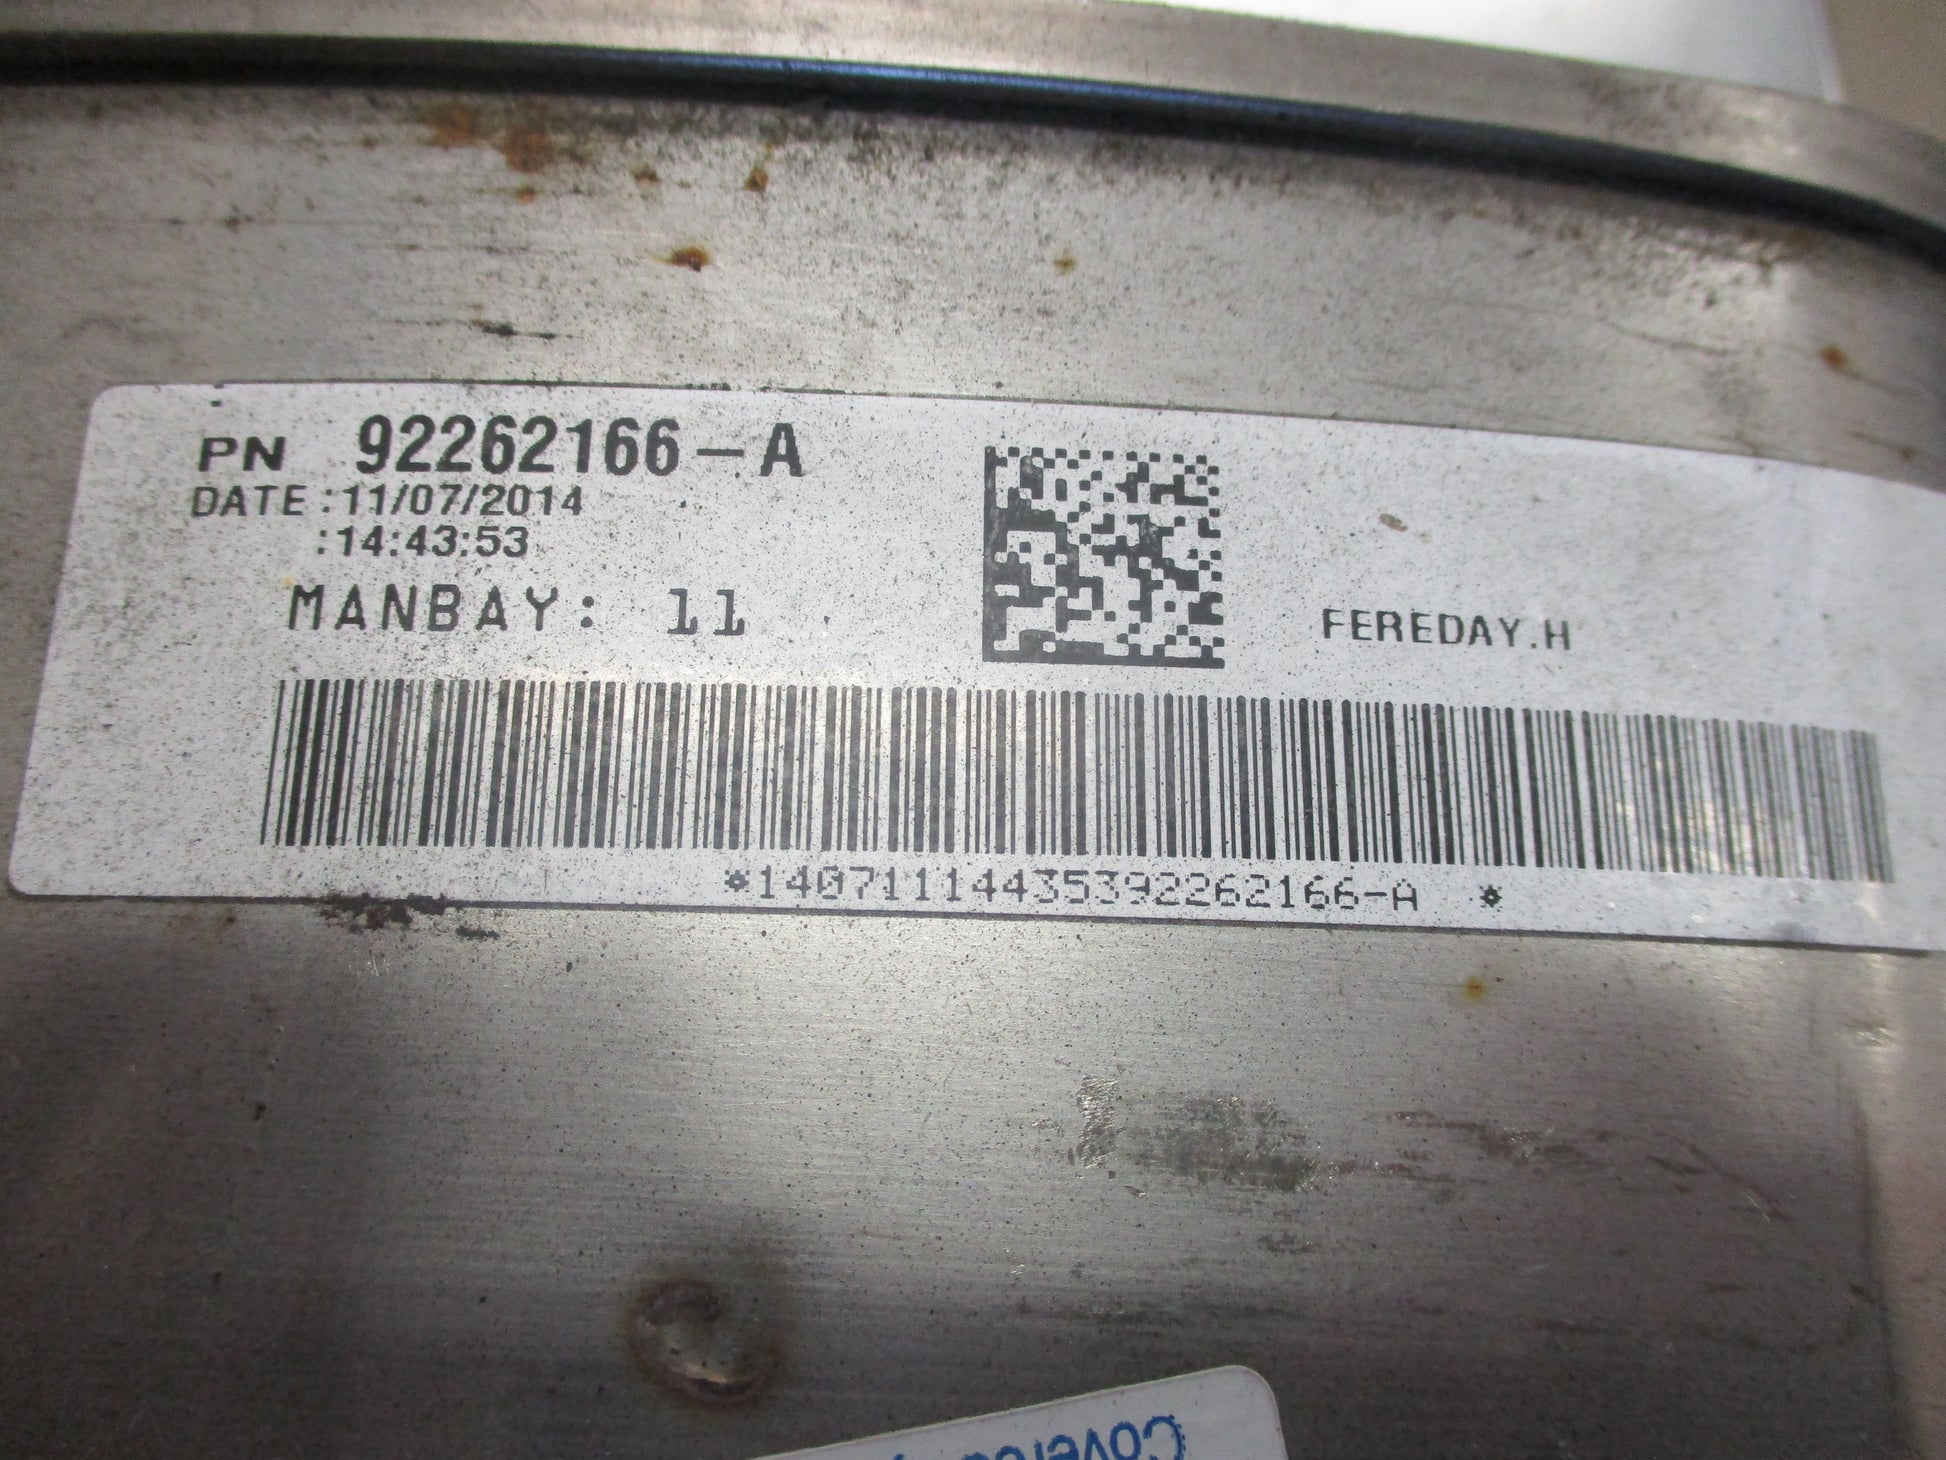 PN 92262166-A
DATE:11/07/2014
:14:43:53
MANBAY: 11
FEREDAY.H
*14071114435392262166-A *